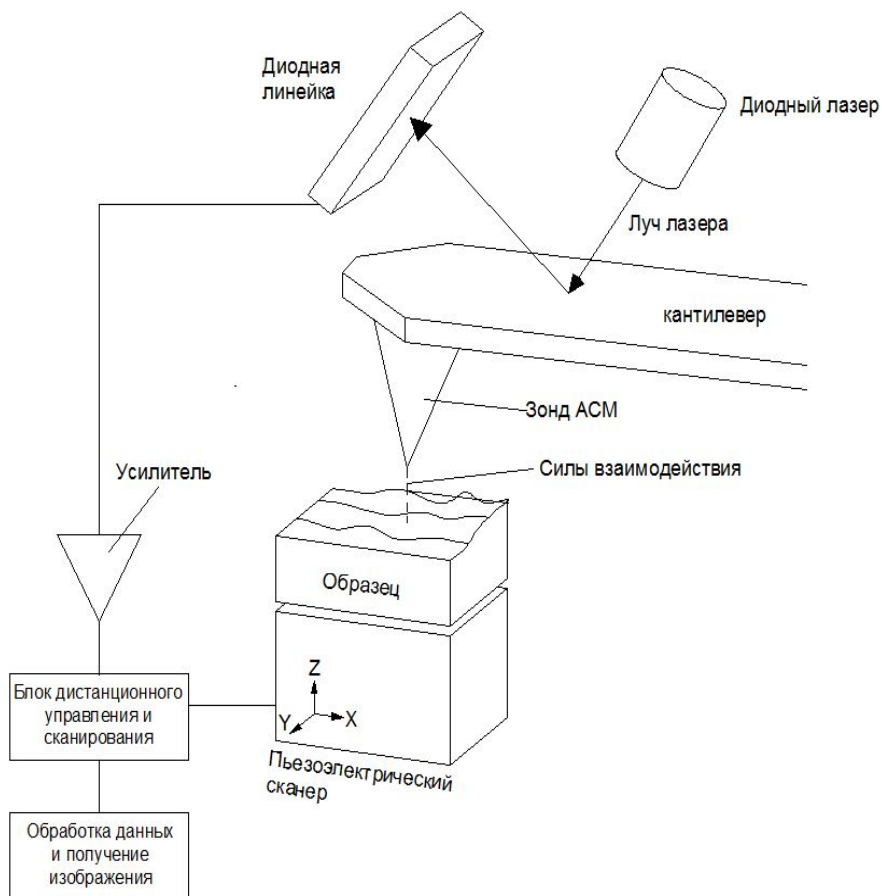 Диодная
линейка
Диодный лазер
Луч лазера
кантилевер
Зонд АСМ
Силы взаимодействия
Усилитель
Образец
Z
Y
X
Пьезоэлектрический
сканер
Блок дистанционного
управления и
сканирования
Обработка данных
и получение
изображения